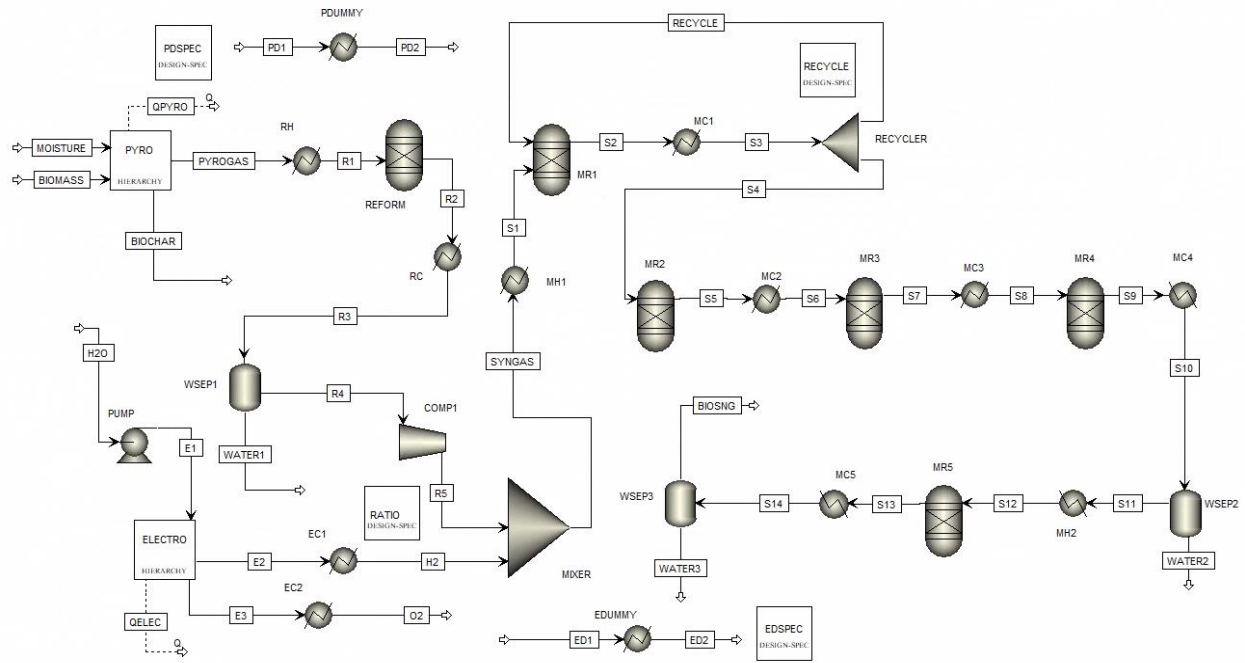 PDUMMY
PDSPEC
DESIGN-SPEC
PD1
PD2
RECYCLE
RECYCLE
DESIGN-SPEC
QPYRO
Q
RH
MC1
MOISTURE
PYRO
HIERARCHY
PYROGAS
R1
S2
S3
RECYCLER
BIOMASS
REFORM
MR1
R2
S4
S1
BIOCHAR
RC
MH1
MR2
MC2
MR3
MC3
MR4
MC4
S5
S6
S7
S8
S9
R3
H2O
SYNGAS
S10
WSEP1
R4
PUMP
COMP1
BIOSNG
E1
WATER1
R5
WSEP3
MC5
MR5
RATIO
DESIGN-SPEC
S14
S13
S12
S11
WSEP2
MH2
ELECTRO
HIERARCHY
EC1
E2
H2
MIXER
WATER3
WATER2
EC2
QELEC
E3
O2
EDUMMY
EDSPEC
DESIGN-SPEC
Q
ED1
ED2